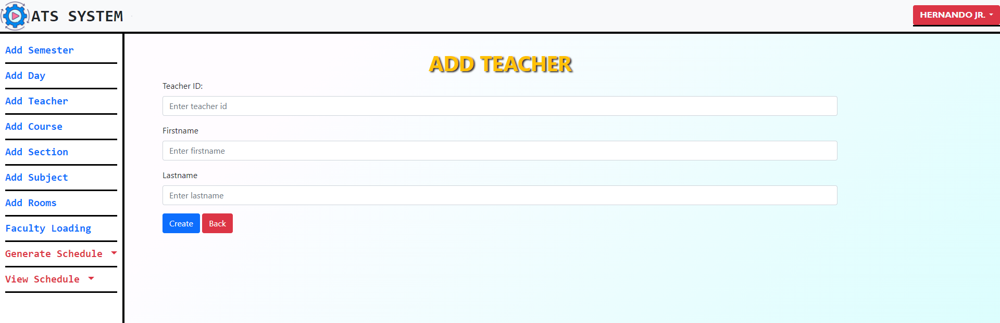 ATS SYSTEM
HERNANDO JR.
Add Semester
Add Day
Add Teacher
Add Course
Add Section
Add Subject
Add Rooms
Faculty Loading
Generate Schedule
View Schedule
ADD TEACHER
Teacher ID:
Enter teacher id
Firstname
Enter firstname
Lastname
Enter lastname
Create Back